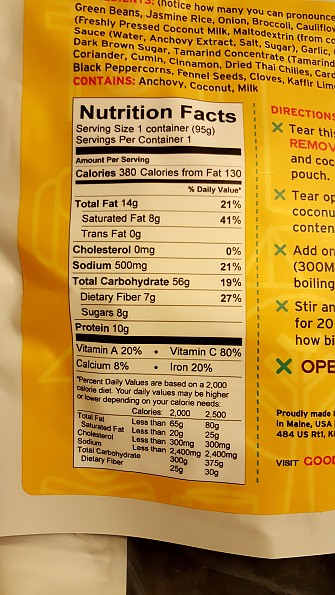 (notice how many you can pronounce
Green Beans, Jasmine Rice, Onion, Broccoli, Cauliflow
(Freshly Pressed Coconut Milk, Maltodextrin (from co
Sauce (Water, Anchovy Extract, Salt, Sugar), Garlic,
Dark Brown Sugar, Tamarind Concentrate (Tamarind
Coriander, Cumin, Cinnamon, Dried Thai Chilies, Card
Black Peppercorns, Fennel Seeds, Cloves, Kaffir Lim
CONTAINS: Anchovy, Coconut, Milk
Nutrition Facts
Serving Size 1 container (95g)
Servings Per Container 1
Amount Per Serving
Calories 380 Calories from Fat 130
% Daily Value*
Total Fat 14g 21%
Saturated Fat 8g 41%
Trans Fat 0g
Cholesterol 0mg 0%
Sodium 500mg 21%
Total Carbohydrate 56g 19%
Dietary Fiber 7g 27%
Sugars 8g
Protein 10g
Vitamin A 20% • Vitamin C 80%
Calcium 8% • Iron 20%
*Percent Daily Values are based on a 2,000
calorie diet. Your daily values may be higher
or lower depending on your calorie needs:
Calories: 2,000 2,500
Total Fat Less than 65g 80g
Saturated Fat Less than 20g 25g
Cholesterol Less than 300mg 300mg
Sodium Less than 2,400mg 2,400mg
Total Carbohydrate 300g 375g
Dietary Fiber 25g 30g
DIRECTIONS
Tear this
REMOV
and coc
pouch.
Tear op
coconu
conten
Add on
(300M
boiling
Stir an
for 20
how bi
OPE
Proudly made
in Maine, USA
484 US Rt1, Ki
VISIT GOOD